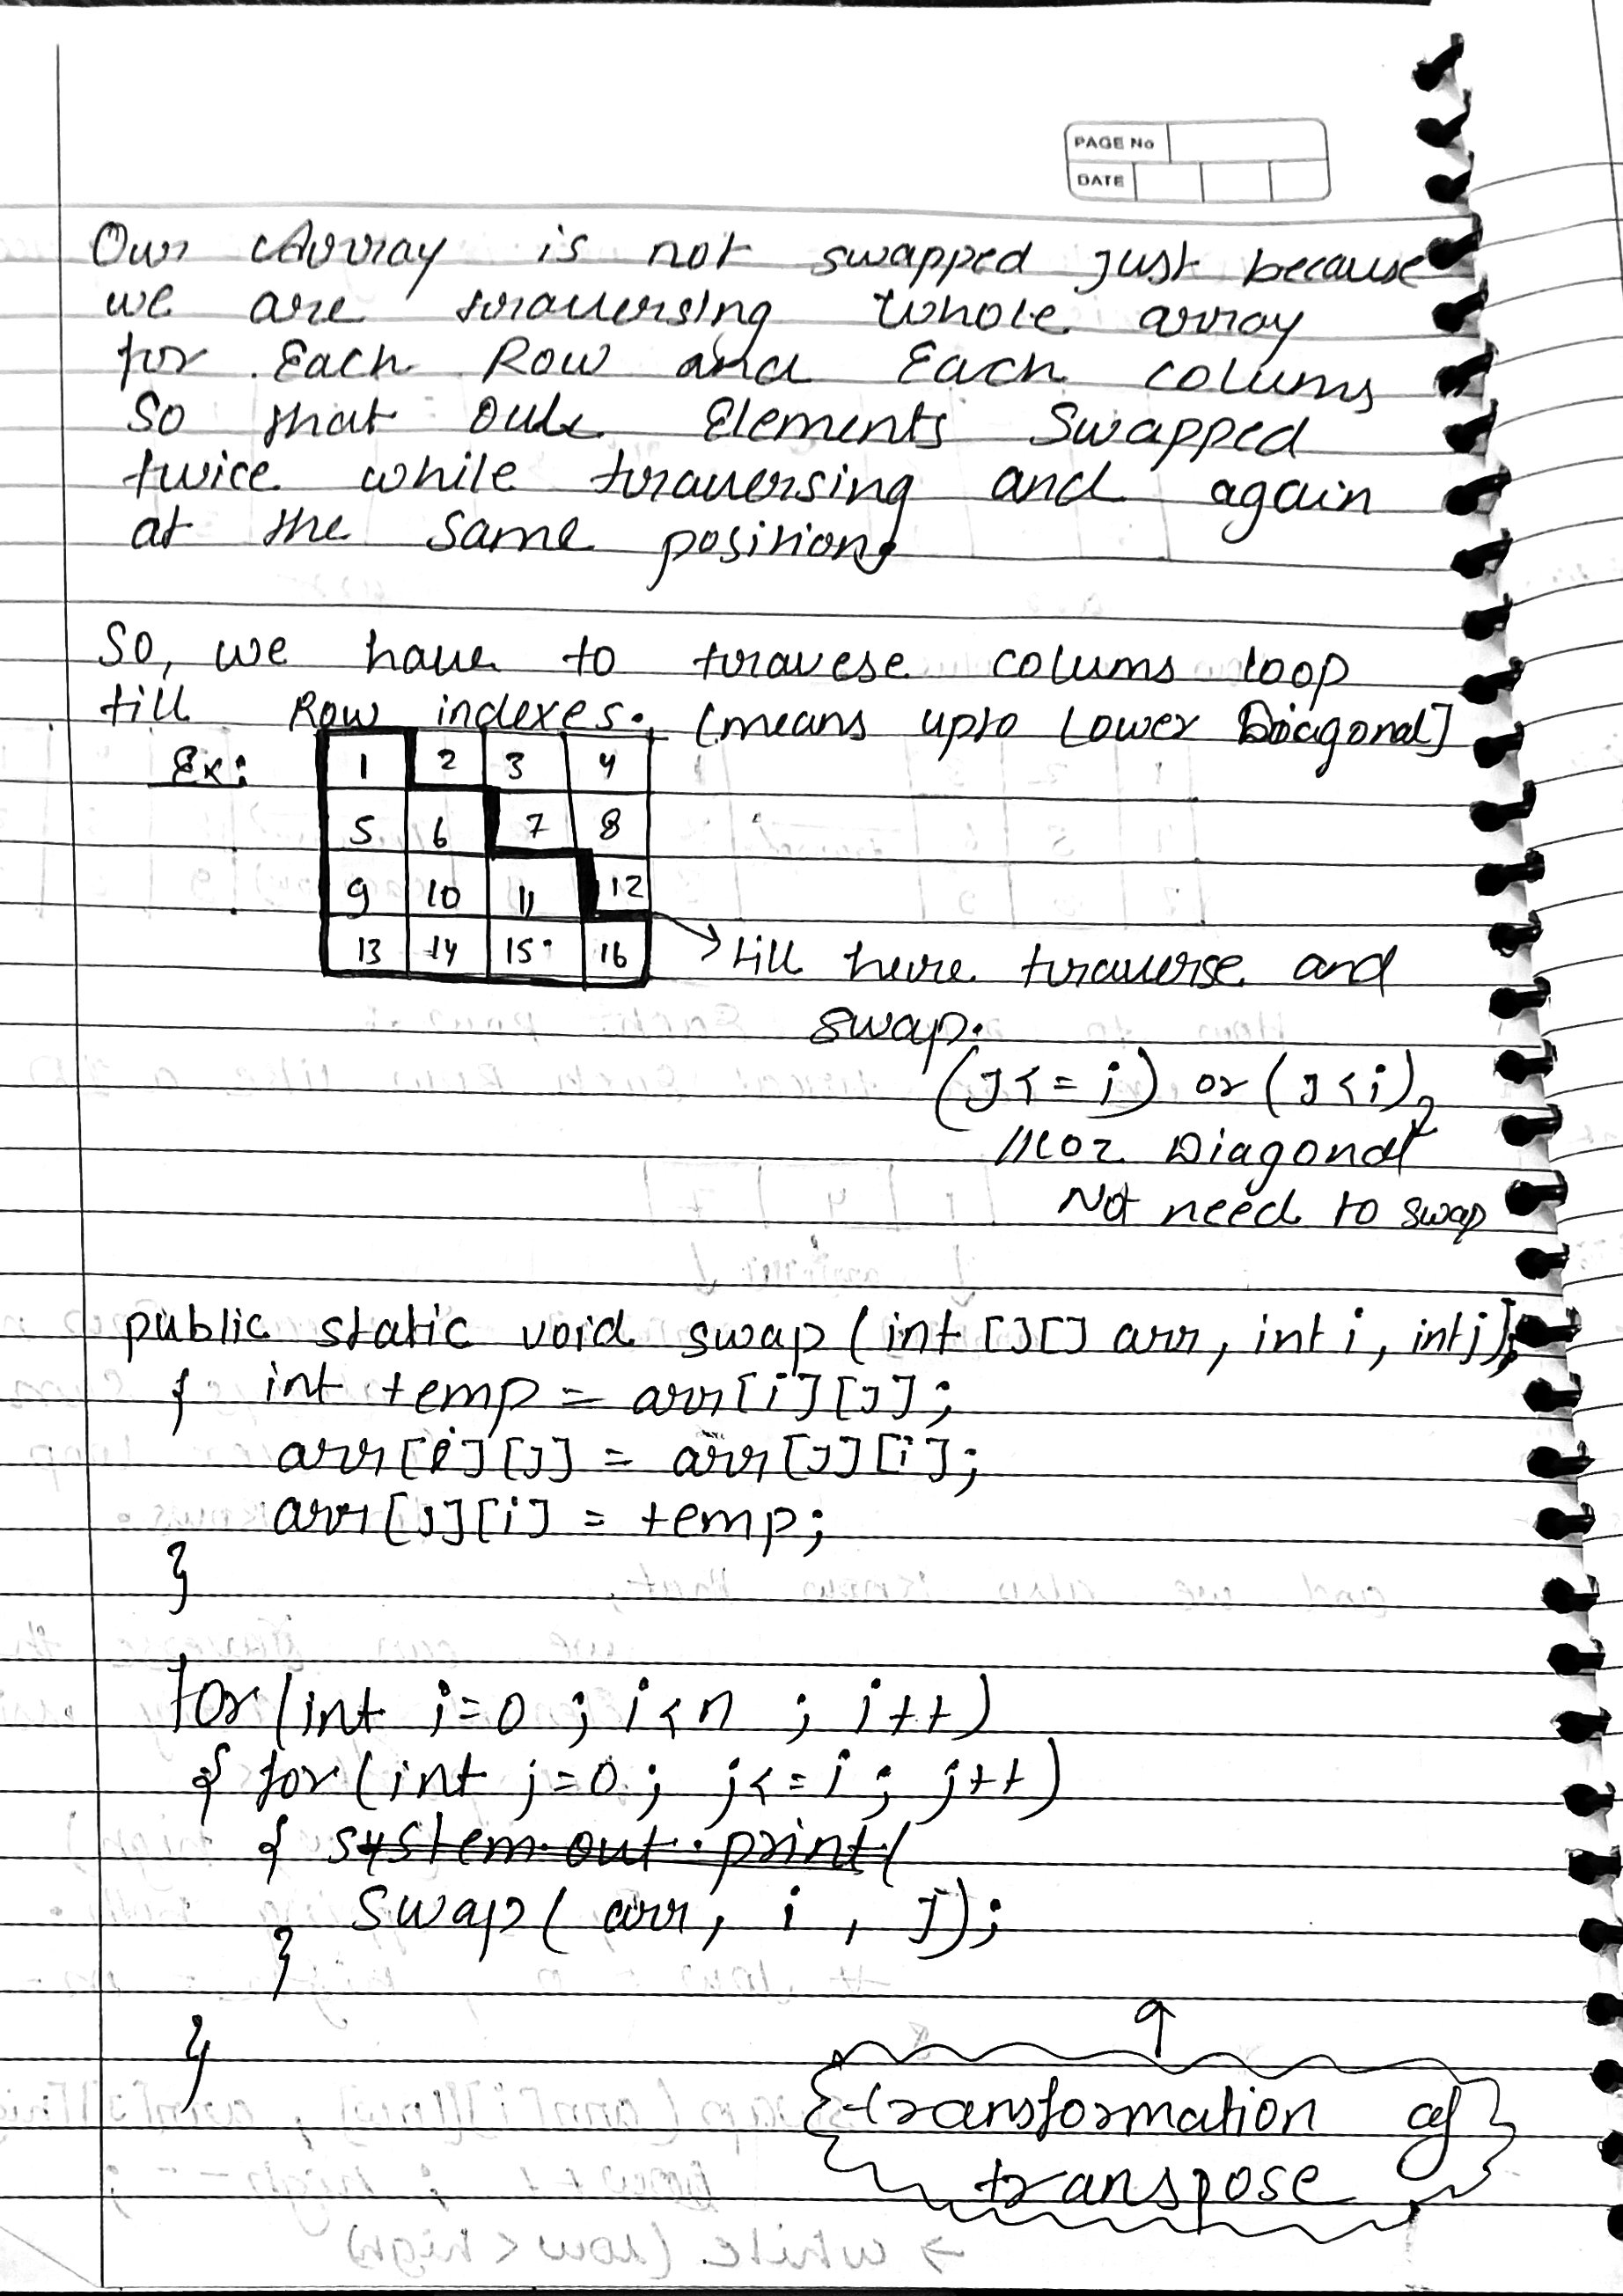 PAGE No
DATE
Our Array is not swapped just because
we are traversing whole array
for Each Row and Each colums
So that our Elements Swapped
twice while traversing and again
at the same position.
So, we have to travese colums loop
till Row indexes. (means upto Lower Diagonal]
Ex:
1 2 3 4
5 6 7 8
9 10 11 12
13 14 15 16
till here traverse and
swap.
(j<=i) or (j<i)
Diagonal
Not need to swap
public static void swap (int [][] arr, int i, int j);
{ int temp = arr[i][j];
arr[i][j] = arr[j][i];
arr[j][i] = temp;
}
for (int i=0 ; i<n ; i++)
{ for (int j=0; j<=i; j++)
{ system.out.print(
swap( arr, i , j);
}
}
transformation of
transpose